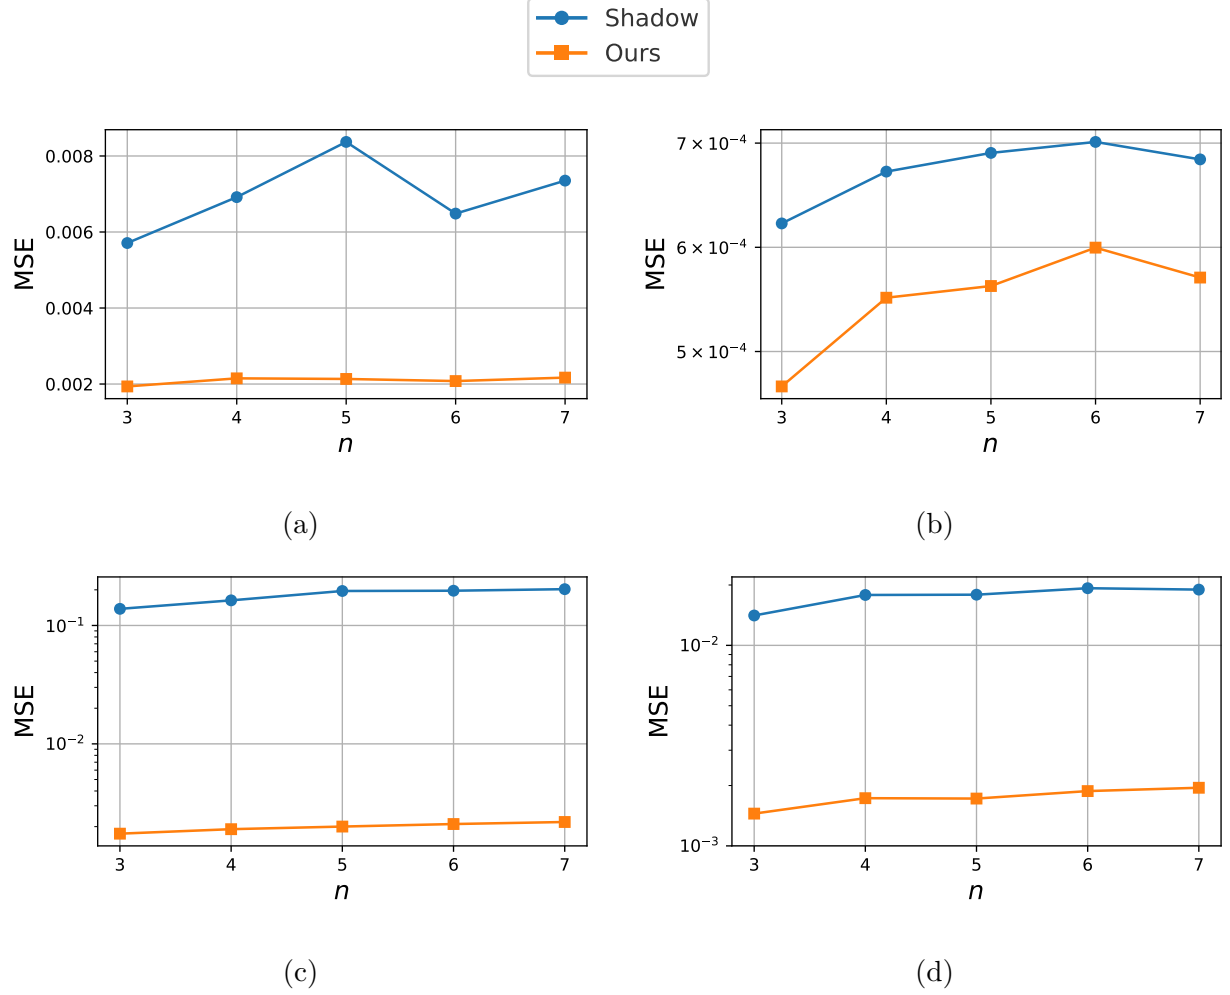 Shadow
Ours
0.008
0.006
0.004
0.002
MSE
3 4 5 6 7
n
(a)
7 × 10⁻⁴
6 × 10⁻⁴
5 × 10⁻⁴
MSE
3 4 5 6 7
n
(b)
10⁻¹
10⁻²
MSE
3 4 5 6 7
n
(c)
10⁻²
10⁻³
MSE
3 4 5 6 7
n
(d)